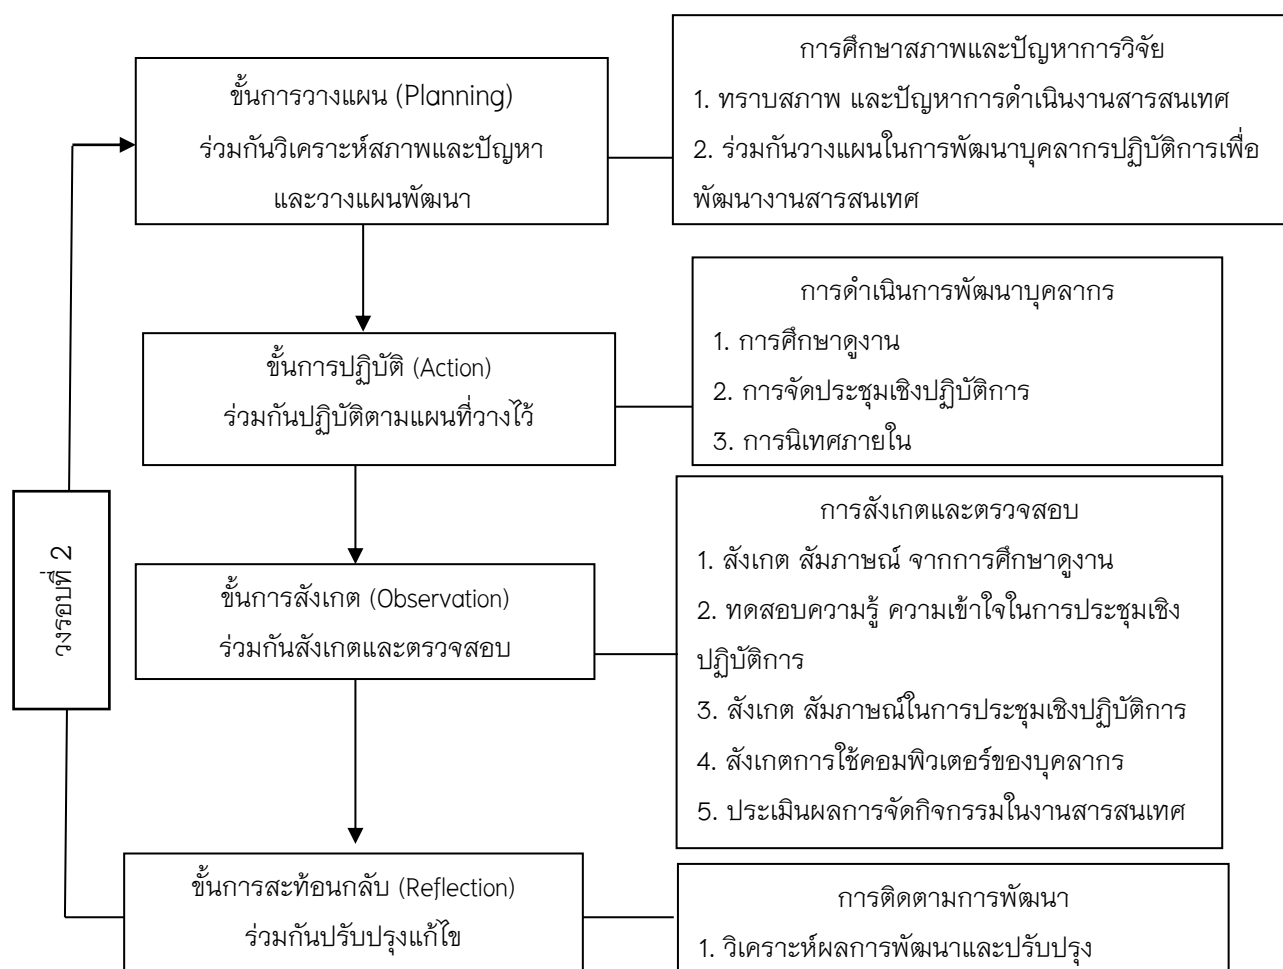 ขั้นการวางแผน (Planning)
ร่วมกันวิเคราะห์สภาพและปัญหา
และวางแผนพัฒนา
การศึกษาสภาพและปัญหาการวิจัย
1. ทราบสภาพ และปัญหาการดำเนินงานสารสนเทศ
2. ร่วมกันวางแผนในการพัฒนาบุคลากรปฏิบัติการเพื่อ
พัฒนางานสารสนเทศ
ขั้นการปฏิบัติ (Action)
ร่วมกันปฏิบัติตามแผนที่วางไว้
การดำเนินการพัฒนาบุคลากร
1. การศึกษาดูงาน
2. การจัดประชุมเชิงปฏิบัติการ
3. การนิเทศภายใน
วงรอบที่ 2
ขั้นการสังเกต (Observation)
ร่วมกันสังเกตและตรวจสอบ
การสังเกตและตรวจสอบ
1. สังเกต สัมภาษณ์ จากการศึกษาดูงาน
2. ทดสอบความรู้ ความเข้าใจในการประชุมเชิง
ปฏิบัติการ
3. สังเกต สัมภาษณ์ในการประชุมเชิงปฏิบัติการ
4. สังเกตการใช้คอมพิวเตอร์ของบุคลากร
5. ประเมินผลการจัดกิจกรรมในงานสารสนเทศ
ขั้นการสะท้อนกลับ (Reflection)
ร่วมกันปรับปรุงแก้ไข
การติดตามการพัฒนา
1. วิเคราะห์ผลการพัฒนาและปรับปรุง